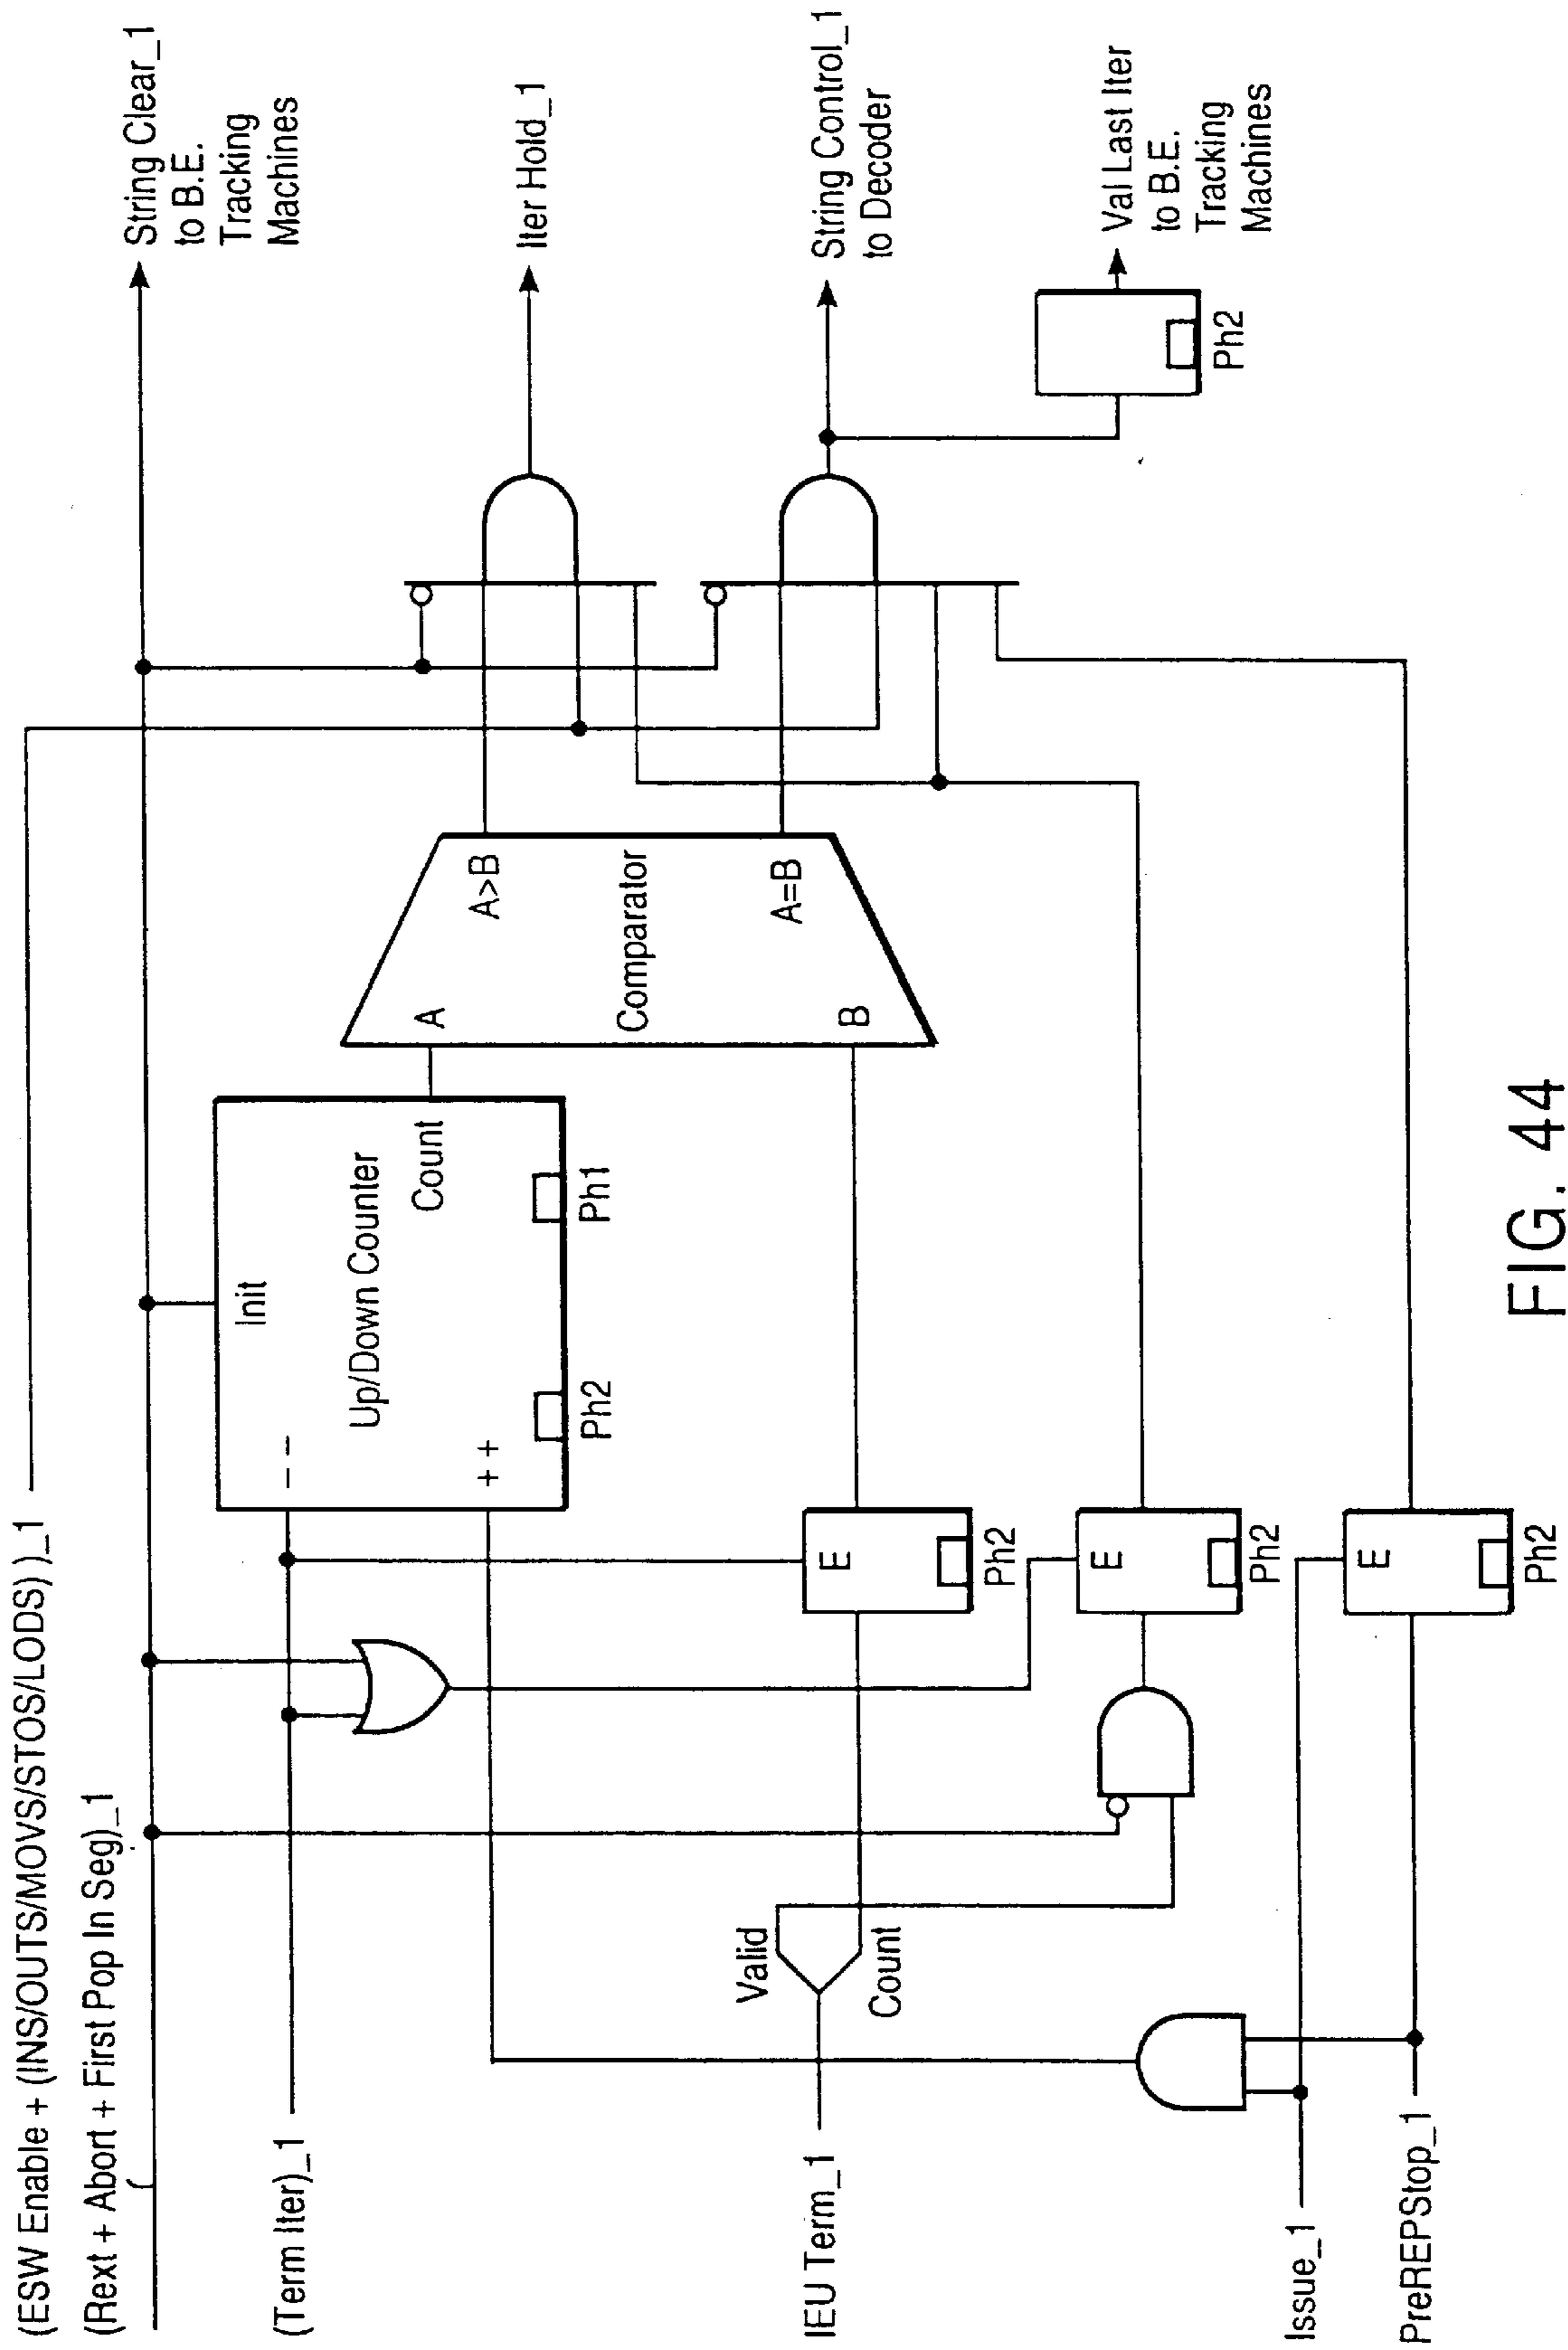 (ESW Enable + (INS/OUTS/MOVS/STOS/LODS) )_1
(Rext + Abort + First Pop In Seg)_1
String Clear_1
to B.E.
Tracking
Machines
(Term Iter)_1
- -
+ +
Init
Up/Down Counter
Count
Ph2
Ph1
A
B
Comparator
A>B
A=B
Iter Hold_1
String Control_1
to Decoder
Val Last Iter
to B.E.
Tracking
Machines
Ph2
IEU Term_1
Valid
Count
E
Ph2
E
Ph2
Issue_1
PreREPStop_1
E
Ph2
FIG. 44